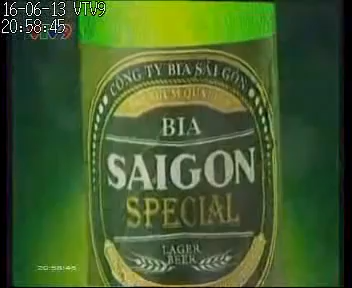 16-06-13 VTV9
20:58:45
CÔNG TY BIA SÀI GÒN
BIA
SAIGON
SPECIAL
LAGER
BEER
20:58:45